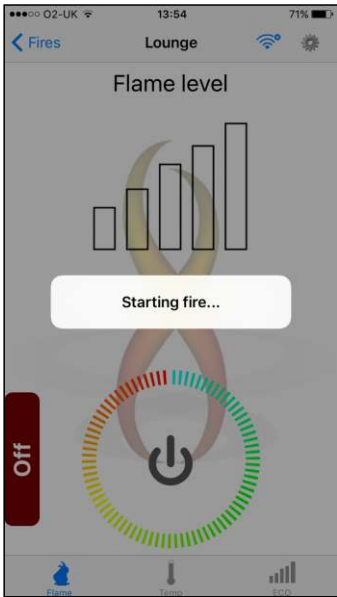 O2-UK 13:54 71%
Fires Lounge
Flame level
Starting fire...
Off
Flame Temp ECO